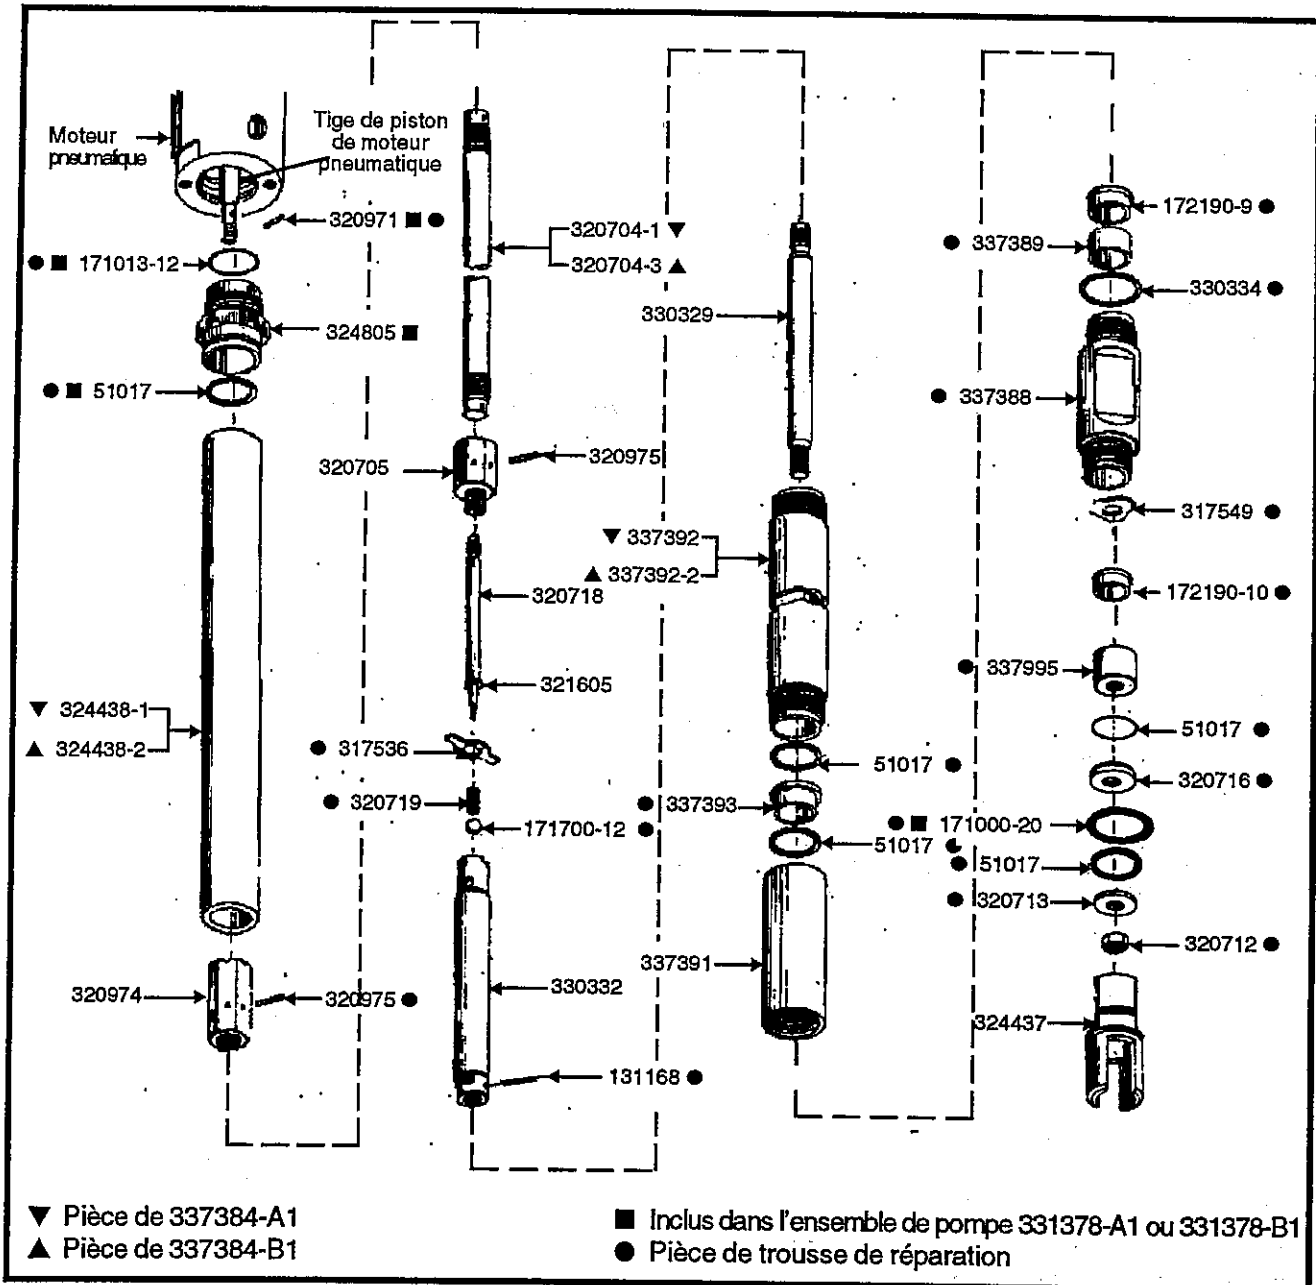 Moteur
pneumatique
Tige de piston
de moteur
pneumatique
320971 ■ ●
● ■ 171013-12
324805 ■
● ■ 51017
▼ 324438-1
▲ 324438-2
320974
320975 ●
320704-1 ▼
320704-3 ▲
320705
320975
320718
321605
● 317536
● 320719
171700-12 ●
330332
131168 ●
330329
▼ 337392
▲ 337392-2
51017 ●
● 337393
51017 ●
337391
172190-9 ●
● 337389
330334 ●
● 337388
317549 ●
172190-10 ●
● 337995
51017 ●
320716 ●
● ■ 171000-20
● 51017
● 320713
320712 ●
324437
▼ Pièce de 337384-A1
▲ Pièce de 337384-B1
■ Inclus dans l'ensemble de pompe 331378-A1 ou 331378-B1
● Pièce de trousse de réparation